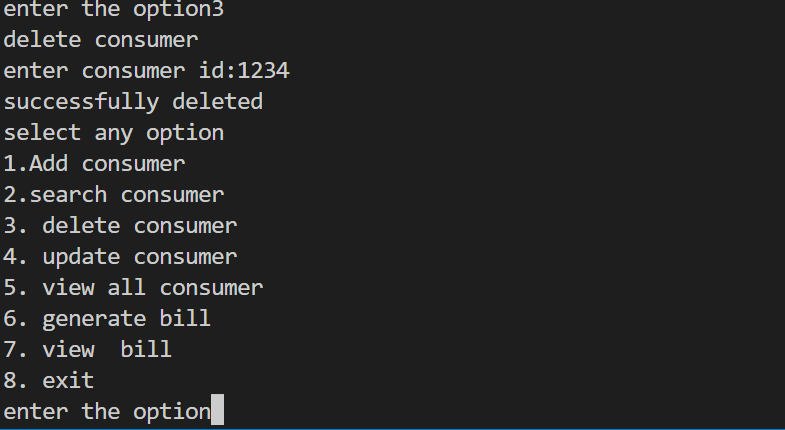 enter the option3
delete consumer
enter consumer id:1234
successfully deleted
select any option
1.Add consumer
2.search consumer
3. delete consumer
4. update consumer
5. view all consumer
6. generate bill
7. view  bill
8. exit
enter the option